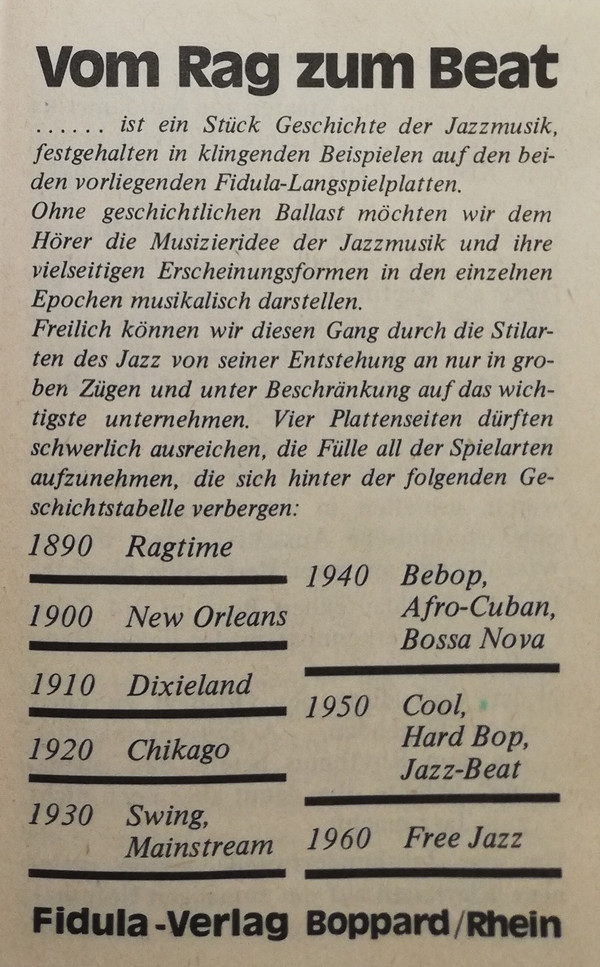 Vom Rag zum Beat
...... ist ein Stück Geschichte der Jazzmusik,
festgehalten in klingenden Beispielen auf den bei-
den vorliegenden Fidula-Langspielplatten.
Ohne geschichtlichen Ballast möchten wir dem
Hörer die Musizieridee der Jazzmusik und ihre
vielseitigen Erscheinungsformen in den einzelnen
Epochen musikalisch darstellen.
Freilich können wir diesen Gang durch die Stilar-
ten des Jazz von seiner Entstehung an nur in gro-
ben Zügen und unter Beschränkung auf das wich-
tigste unternehmen. Vier Plattenseiten dürften
schwerlich ausreichen, die Fülle all der Spielarten
aufzunehmen, die sich hinter der folgenden Ge-
schichtstabelle verbergen:
1890 Ragtime
1900 New Orleans
1910 Dixieland
1920 Chikago
1930 Swing,
Mainstream
1940 Bebop,
Afro-Cuban,
Bossa Nova
1950 Cool,
Hard Bop,
Jazz-Beat
1960 Free Jazz
Fidula-Verlag Boppard/Rhein